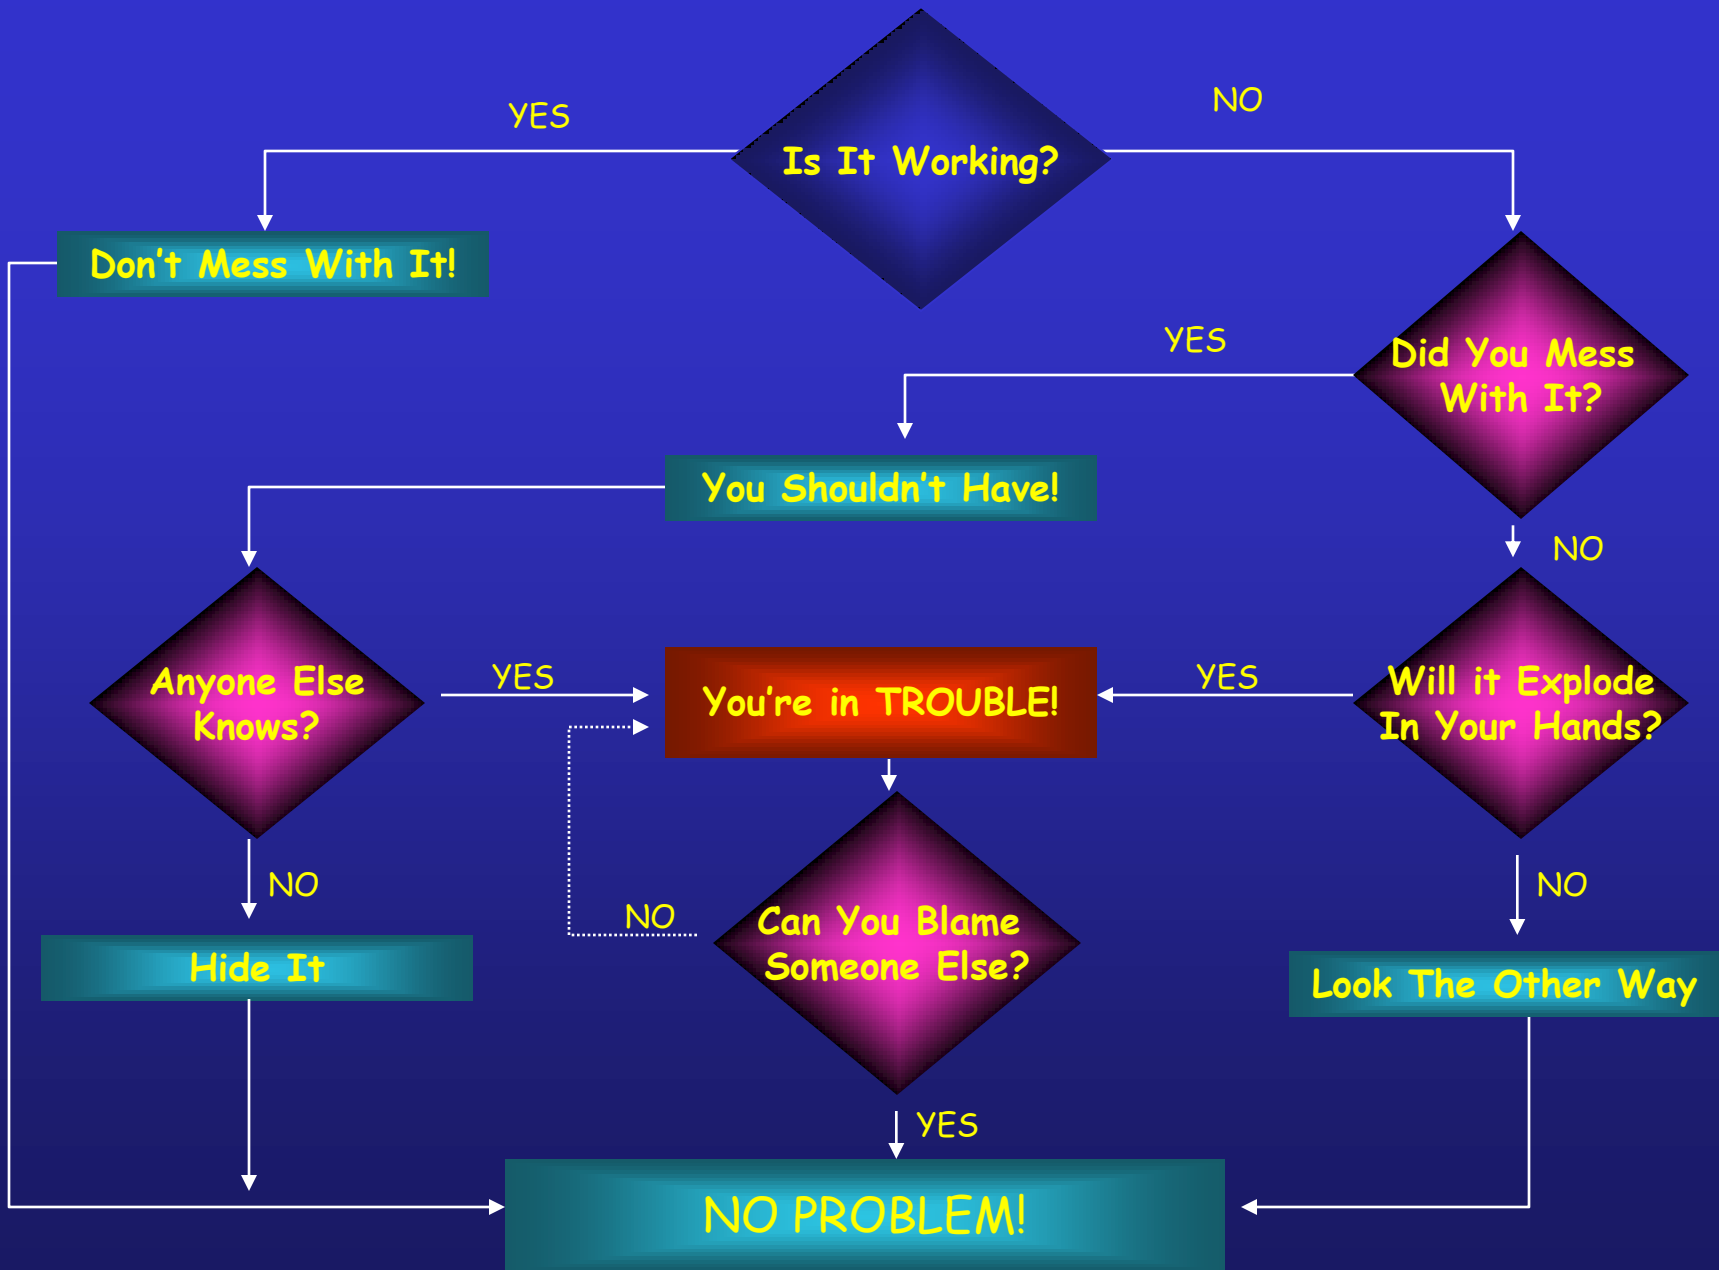 YES
NO
Is It Working?
Don't Mess With It!
YES
Did You Mess
With It?
You Shouldn't Have!
NO
Anyone Else
Knows?
YES
You're in TROUBLE!
YES
Will it Explode
In Your Hands?
NO
NO
Can You Blame
Someone Else?
NO
Hide It
Look The Other Way
YES
NO PROBLEM!